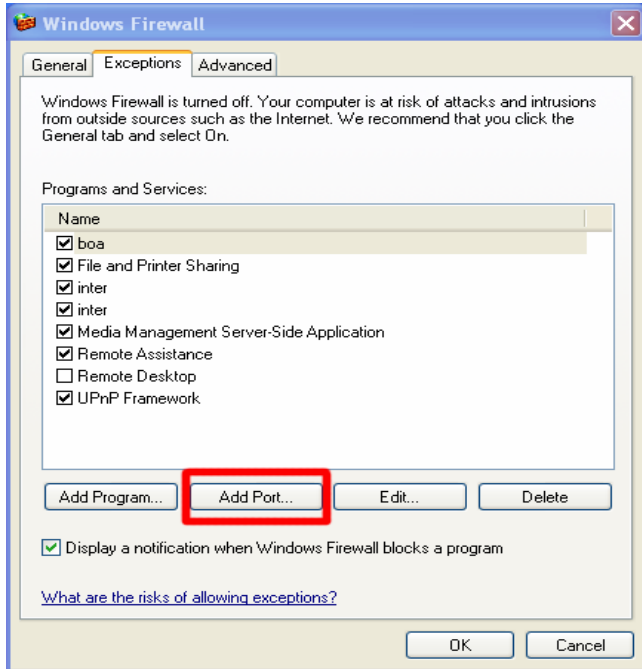 Windows Firewall
General Exceptions Advanced
Windows Firewall is turned off. Your computer is at risk of attacks and intrusions
from outside sources such as the Internet. We recommend that you click the
General tab and select On.
Programs and Services:
Name
boa
File and Printer Sharing
inter
inter
Media Management Server-Side Application
Remote Assistance
Remote Desktop
UPnP Framework
Add Program... Add Port... Edit... Delete
Display a notification when Windows Firewall blocks a program
What are the risks of allowing exceptions?
OK Cancel